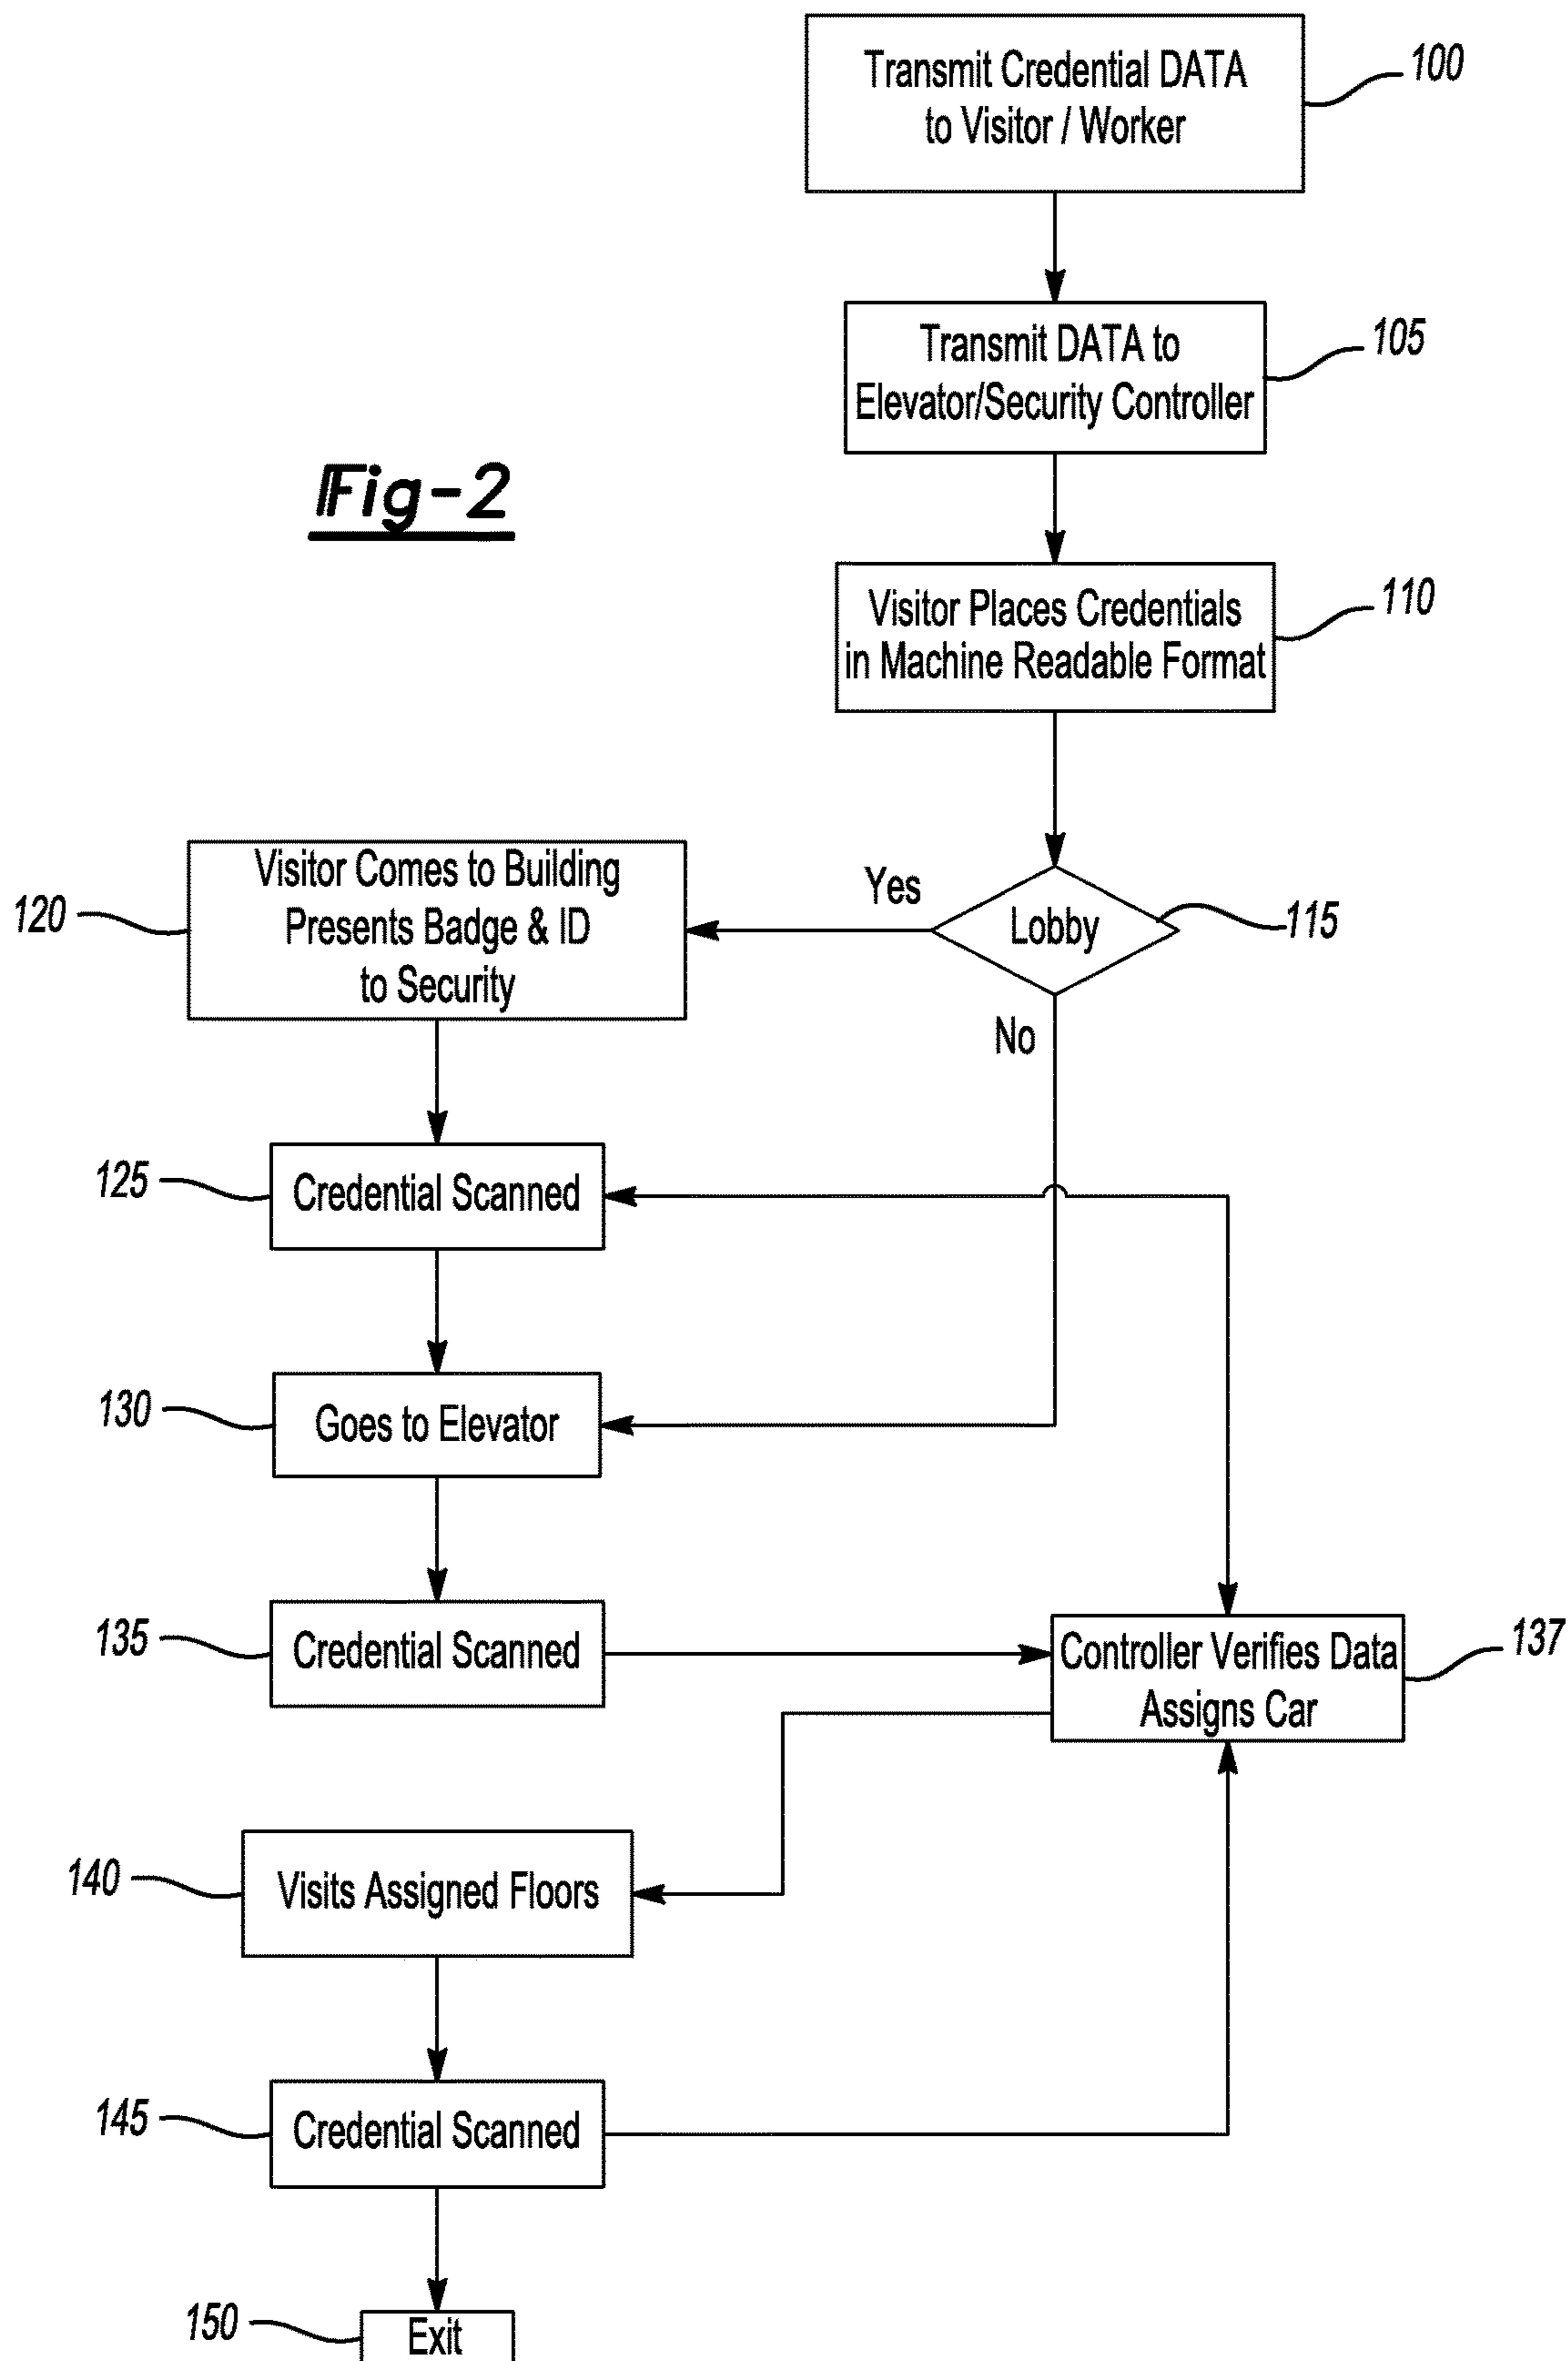 Transmit Credential DATA
to Visitor / Worker
100
Transmit DATA to
Elevator/Security Controller
105
Fig-2
Visitor Places Credentials
in Machine Readable Format
110
Visitor Comes to Building
Presents Badge & ID
to Security
120
Yes
Lobby
115
No
125
Credential Scanned
130
Goes to Elevator
135
Credential Scanned
Controller Verifies Data
Assigns Car
137
140
Visits Assigned Floors
145
Credential Scanned
150
Exit